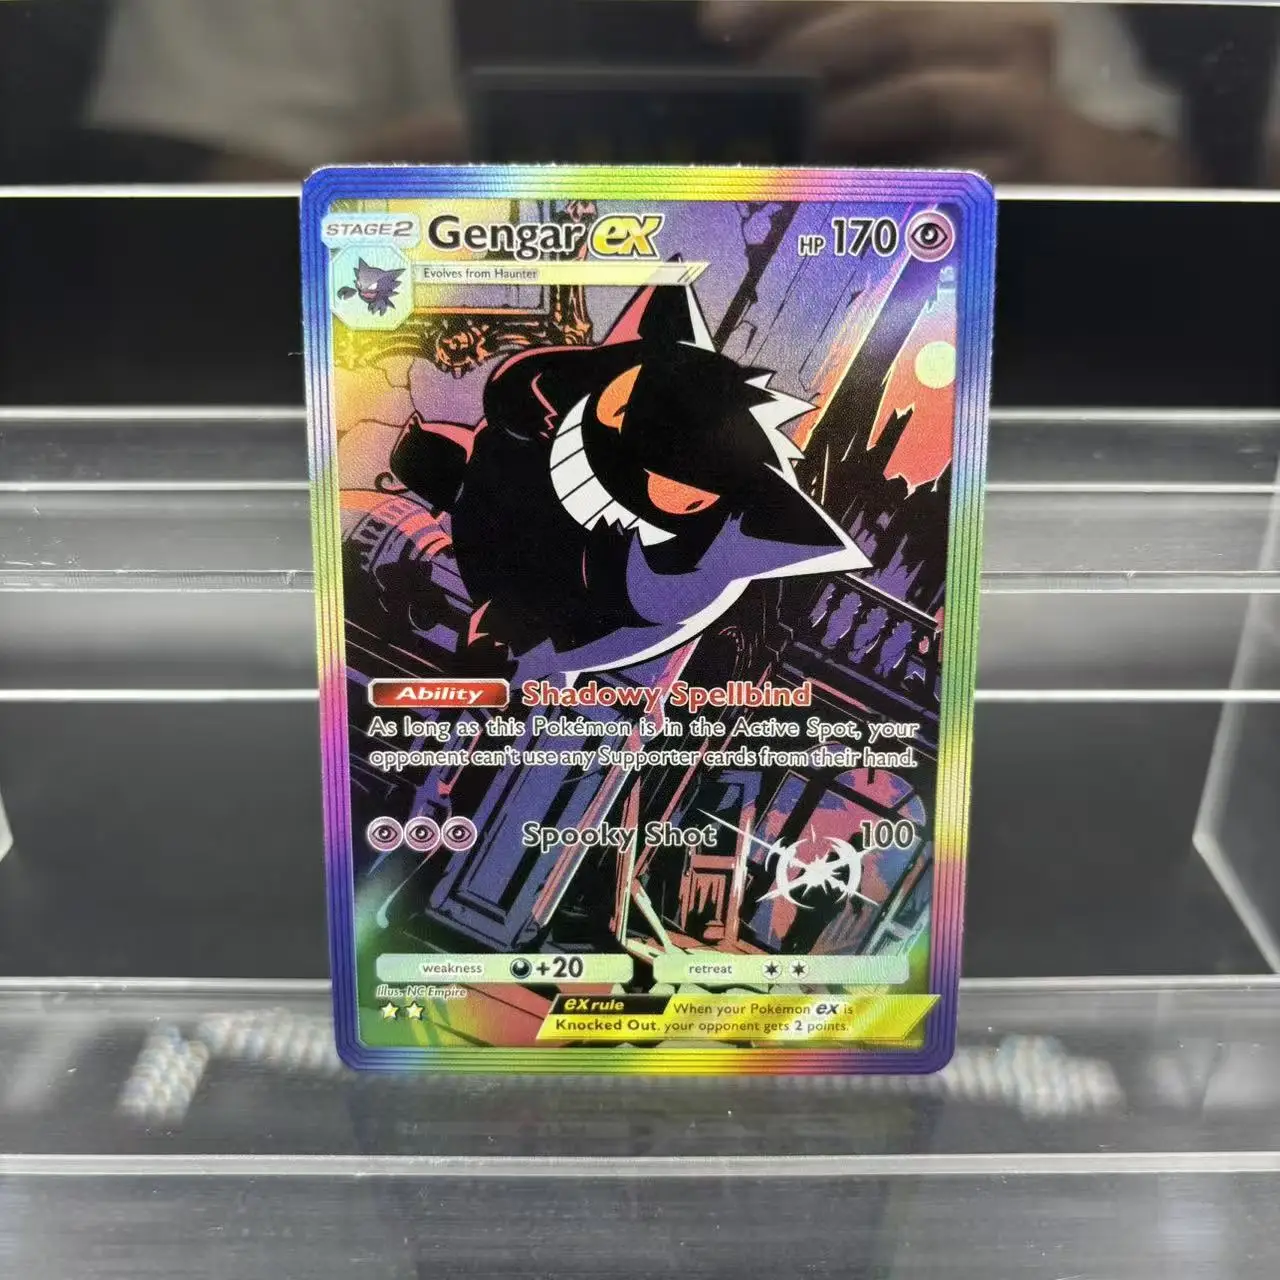 STAGE2 Gengar ex HP 170
Evolves from Haunter
Ability Shadowy Spellbind
As long as this Pokémon is in the Active Spot, your
opponent can't use any Supporter cards from their hand.
Spooky Shot 100
weakness +20 retreat
Illus. NC Empire
ex rule When your Pokémon ex is
Knocked Out, your opponent gets 2 points.